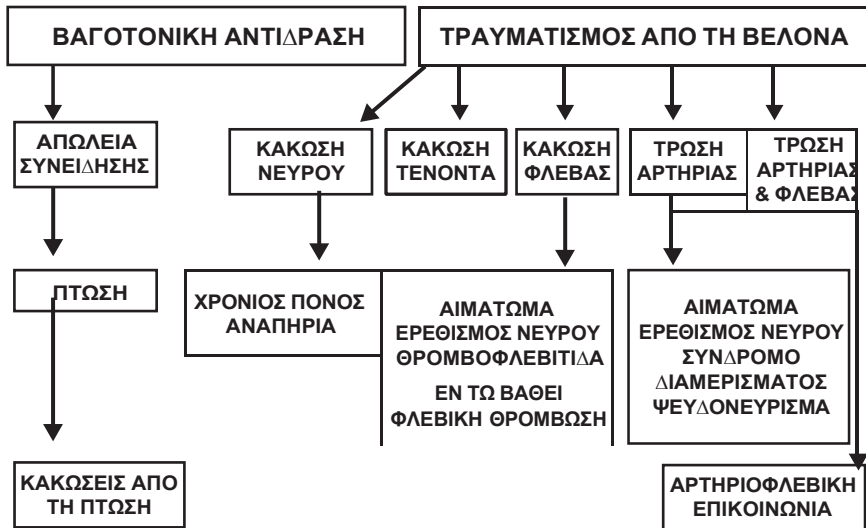 ΒΑΓΟΤΟΝΙΚΗ ΑΝΤΙΔΡΑΣΗ
ΤΡΑΥΜΑΤΙΣΜΟΣ ΑΠΟ ΤΗ ΒΕΛΟΝΑ
ΑΠΩΛΕΙΑ
ΣΥΝΕΙΔΗΣΗΣ
ΚΑΚΩΣΗ
ΝΕΥΡΟΥ
ΚΑΚΩΣΗ
ΤΕΝΟΝΤΑ
ΚΑΚΩΣΗ
ΦΛΕΒΑΣ
ΤΡΩΣΗ
ΑΡΤΗΡΙΑΣ
ΤΡΩΣΗ
ΑΡΤΗΡΙΑΣ
& ΦΛΕΒΑΣ
ΠΤΩΣΗ
ΧΡΟΝΙΟΣ ΠΟΝΟΣ
ΑΝΑΠΗΡΙΑ
ΑΙΜΑΤΩΜΑ
ΕΡΕΘΙΣΜΟΣ ΝΕΥΡΟΥ
ΘΡΟΜΒΟΦΛΕΒΙΤΙΔΑ
ΕΝ ΤΩ ΒΑΘΕΙ
ΦΛΕΒΙΚΗ ΘΡΟΜΒΩΣΗ
ΑΙΜΑΤΩΜΑ
ΕΡΕΘΙΣΜΟΣ ΝΕΥΡΟΥ
ΣΥΝΔΡΟΜΟ
ΔΙΑΜΕΡΙΣΜΑΤΟΣ
ΨΕΥΔΟΝΕΥΡΙΣΜΑ
ΚΑΚΩΣΕΙΣ ΑΠΟ
ΤΗ ΠΤΩΣΗ
ΑΡΤΗΡΙΟΦΛΕΒΙΚΗ
ΕΠΙΚΟΙΝΩΝΙΑ